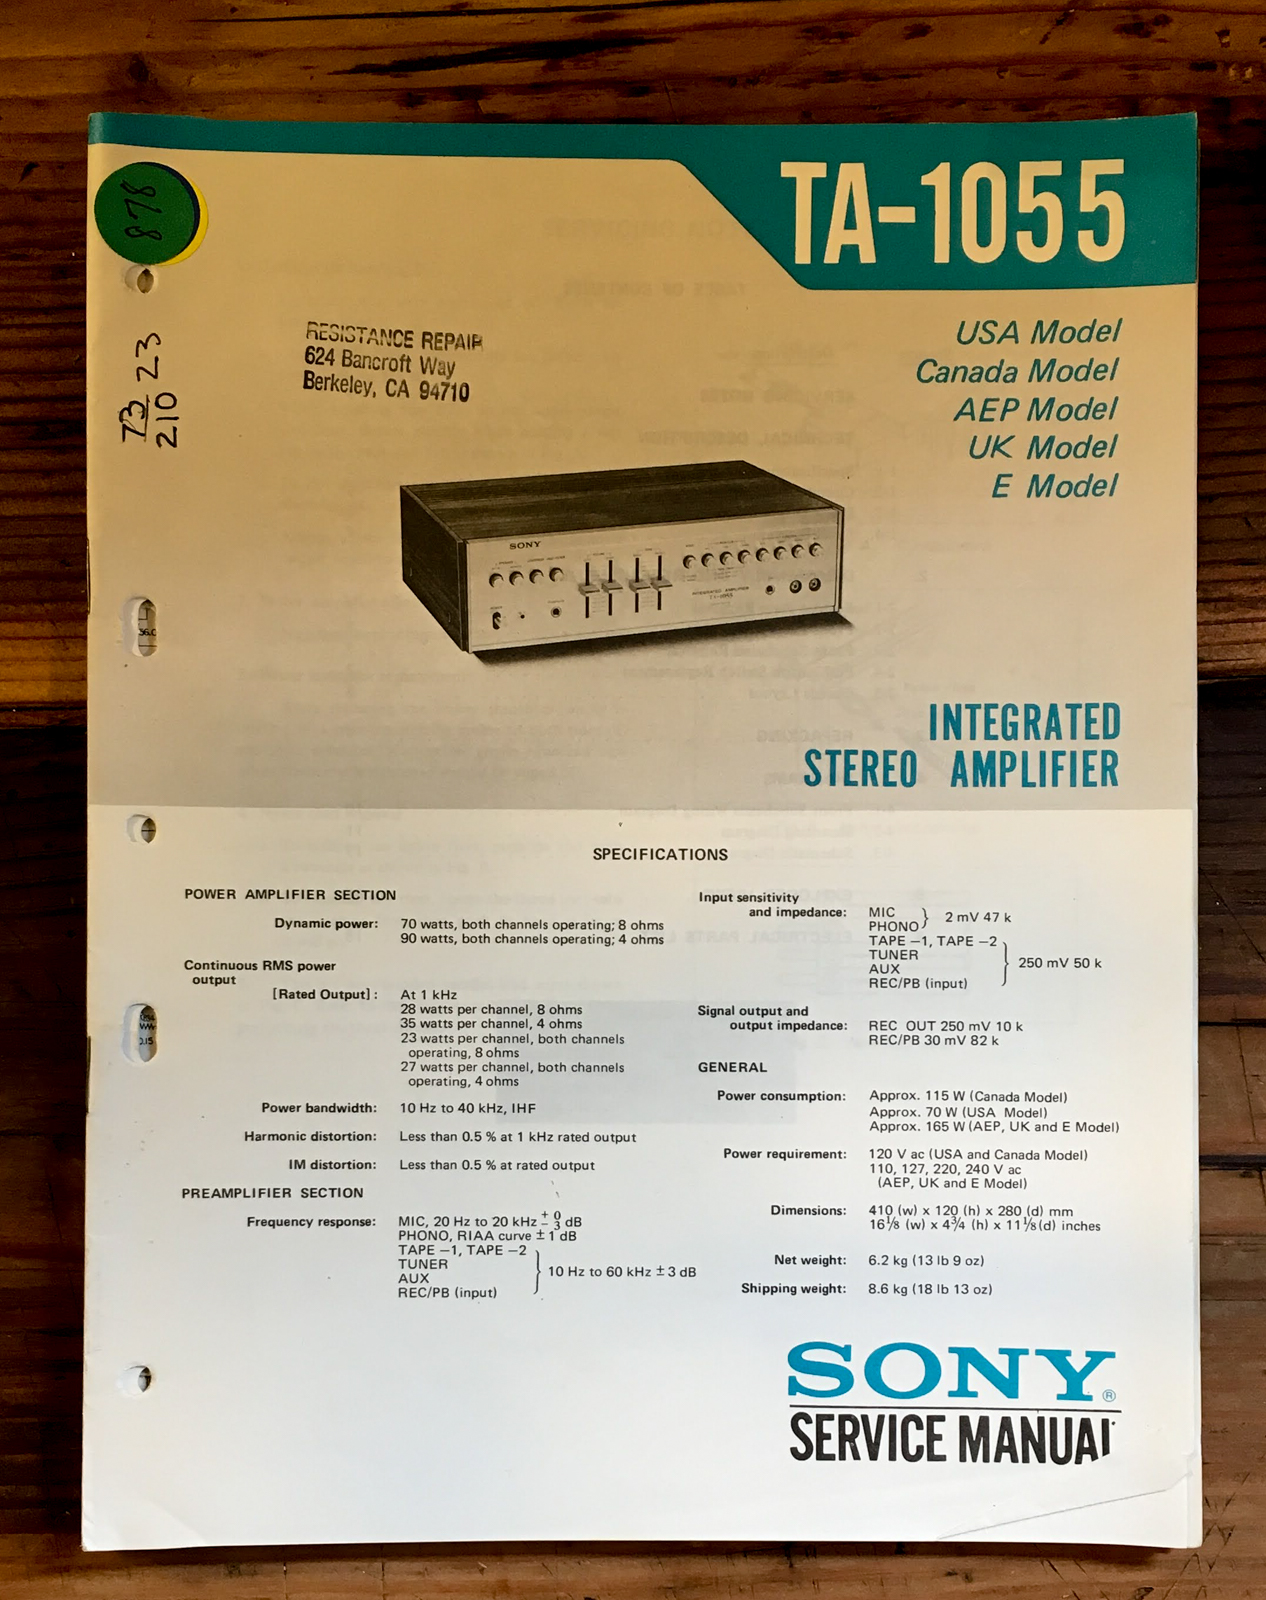 TA-1055
878
73 23
210
RESISTANCE REPAIR
624 Bancroft Way
Berkeley, CA 94710
USA Model
Canada Model
AEP Model
UK Model
E Model
SONY
INTEGRATED AMPLIFIER
TA-1055
INTEGRATED
STEREO AMPLIFIER
SPECIFICATIONS
POWER AMPLIFIER SECTION
Dynamic power: 70 watts, both channels operating; 8 ohms
90 watts, both channels operating; 4 ohms
Continuous RMS power
output
[Rated Output] : At 1 kHz
28 watts per channel, 8 ohms
35 watts per channel, 4 ohms
23 watts per channel, both channels
operating, 8 ohms
27 watts per channel, both channels
operating, 4 ohms
Power bandwidth: 10 Hz to 40 kHz, IHF
Harmonic distortion: Less than 0.5 % at 1 kHz rated output
IM distortion: Less than 0.5 % at rated output
PREAMPLIFIER SECTION
Frequency response: MIC, 20 Hz to 20 kHz + 0 − 3 dB
PHONO, RIAA curve ± 1 dB
TAPE −1, TAPE −2
TUNER
AUX
REC/PB (input)
10 Hz to 60 kHz ± 3 dB
Input sensitivity
and impedance: MIC
PHONO
2 mV 47 k
TAPE −1, TAPE −2
TUNER
AUX
REC/PB (input)
250 mV 50 k
Signal output and
output impedance: REC OUT 250 mV 10 k
REC/PB 30 mV 82 k
GENERAL
Power consumption: Approx. 115 W (Canada Model)
Approx. 70 W (USA Model)
Approx. 165 W (AEP, UK and E Model)
Power requirement: 120 V ac (USA and Canada Model)
110, 127, 220, 240 V ac
(AEP, UK and E Model)
Dimensions: 410 (w) x 120 (h) x 280 (d) mm
16⅛ (w) x 4¾ (h) x 11⅛ (d) inches
Net weight: 6.2 kg (13 lb 9 oz)
Shipping weight: 8.6 kg (18 lb 13 oz)
SONY®
SERVICE MANUAL